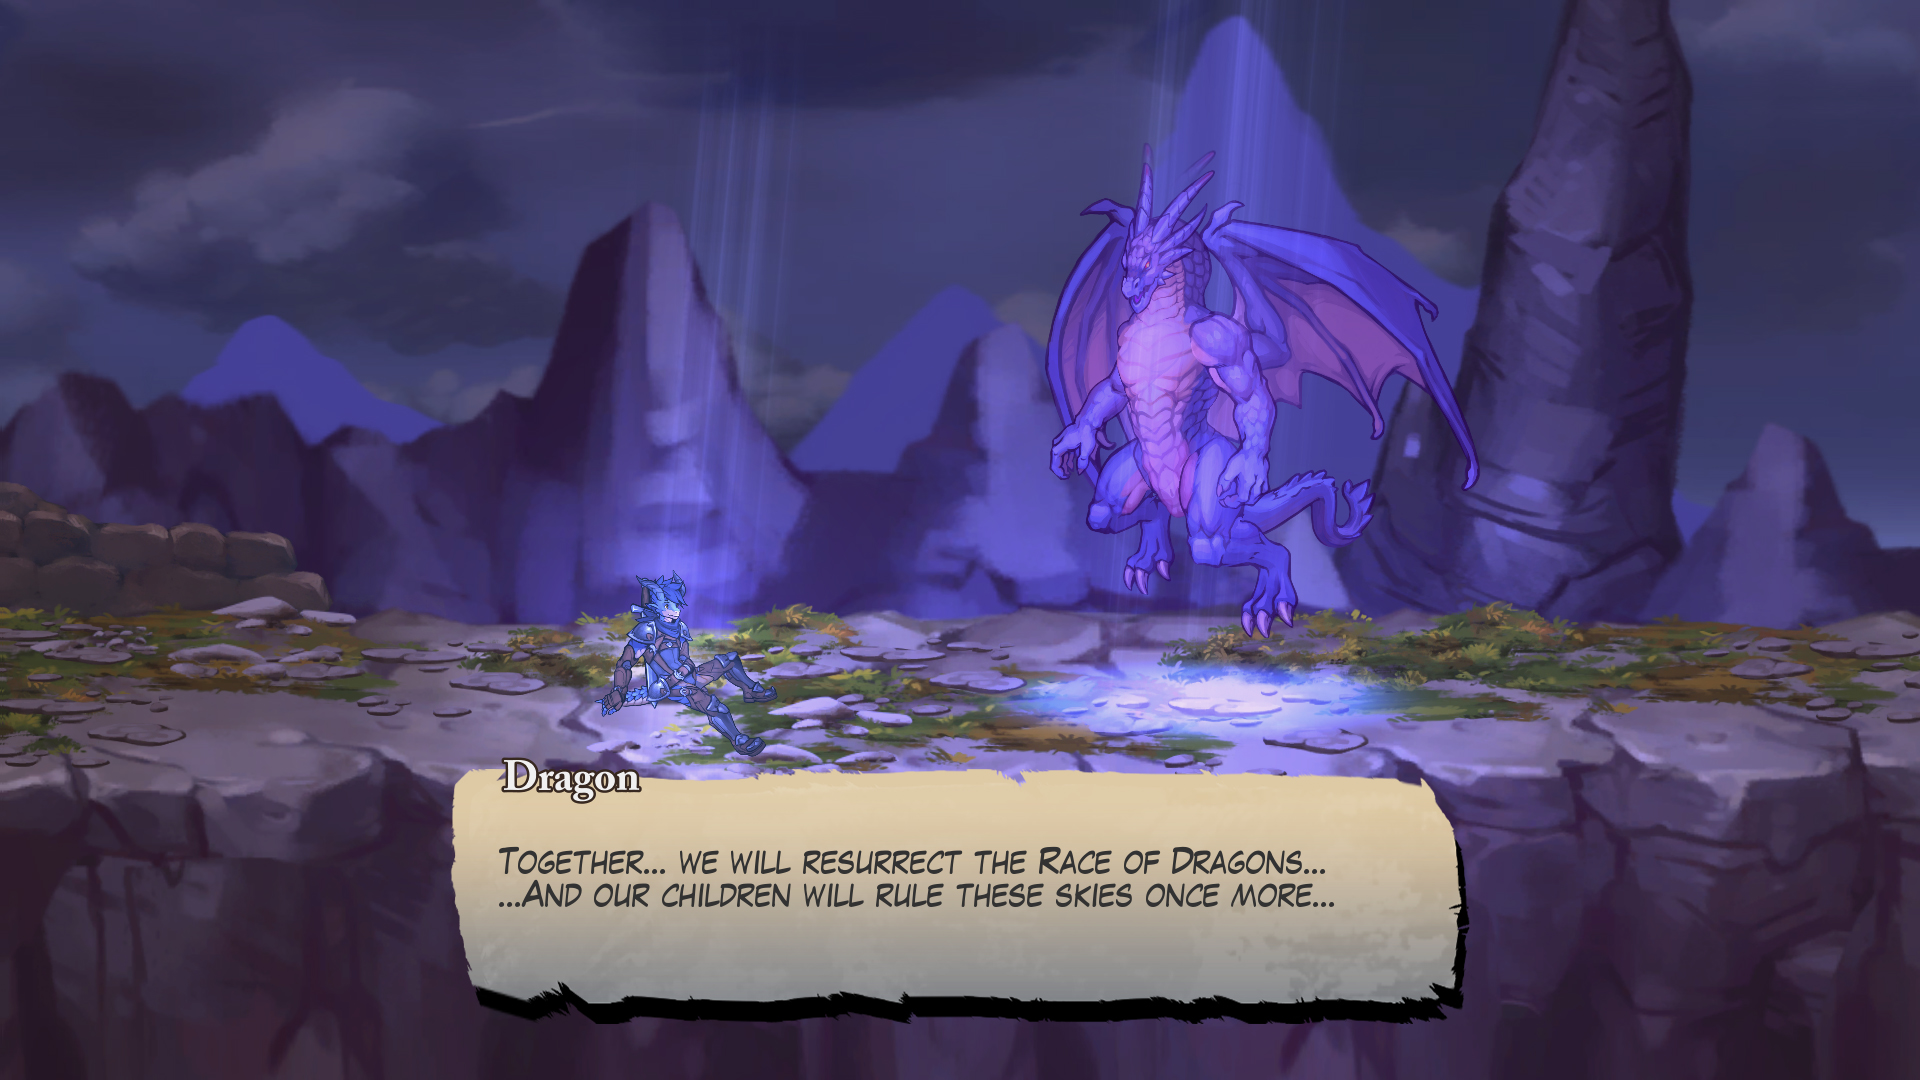 Dragon
Together... we will resurrect the Race of Dragons...
...And our children will rule these skies once more...